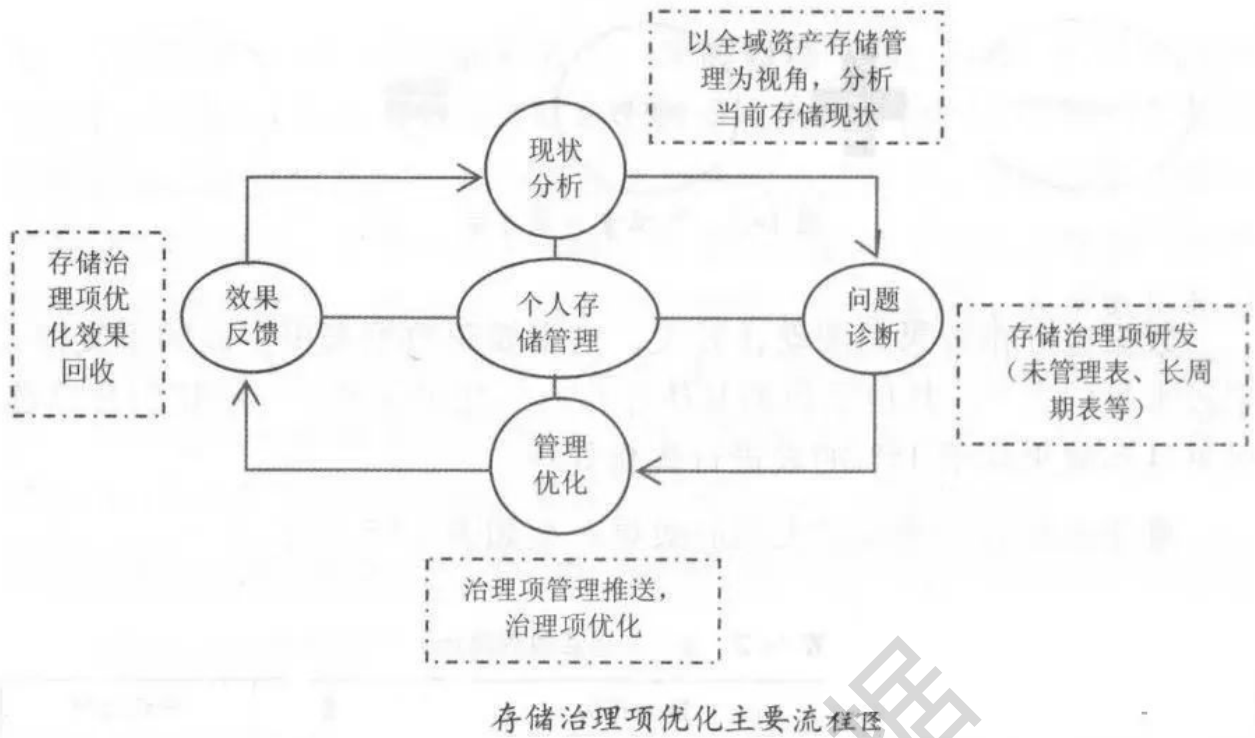 以全域资产存储管
理为视角，分析
当前存储现状
现状
分析
存储治
理项优
化效果
回收
效果
反馈
个人存
储管理
问题
诊断
存储治理项研发
（未管理表、长周
期表等）
管理
优化
治理项管理推送，
治理项优化
存储治理项优化主要流程图